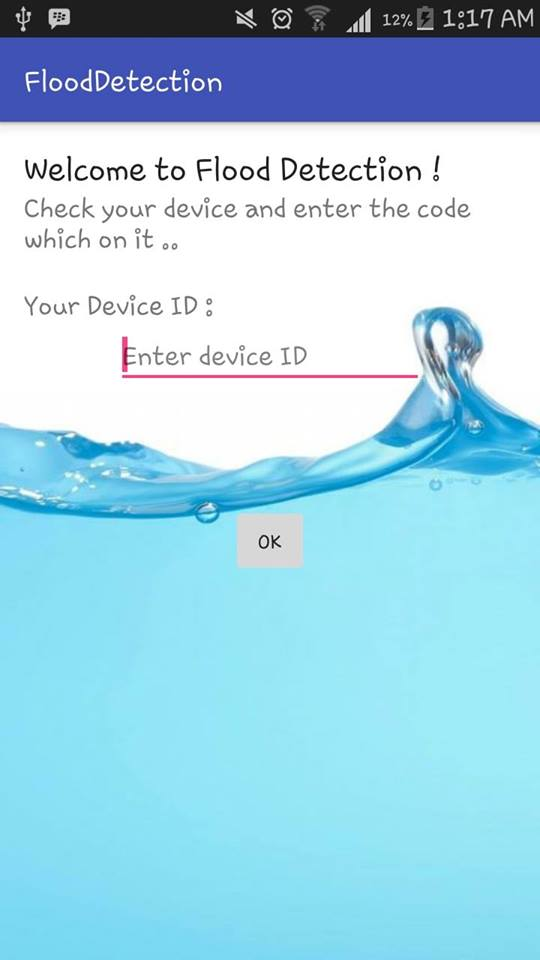 12% 1:17 AM
FloodDetection
Welcome to Flood Detection !
Check your device and enter the code
which on it ..
Your Device ID :
Enter device ID
OK